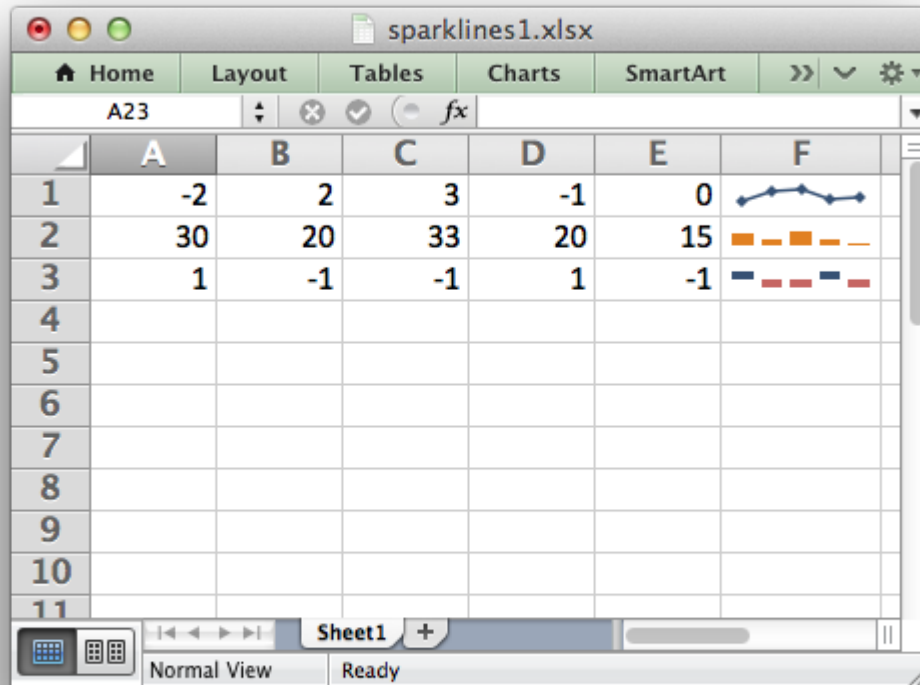 sparklines1.xlsx
Home Layout Tables Charts SmartArt
A23 fx
A B C D E F
1 -2 2 3 -1 0
2 30 20 33 20 15
3 1 -1 -1 1 -1
4
5
6
7
8
9
10
11
Sheet1 +
Normal View Ready